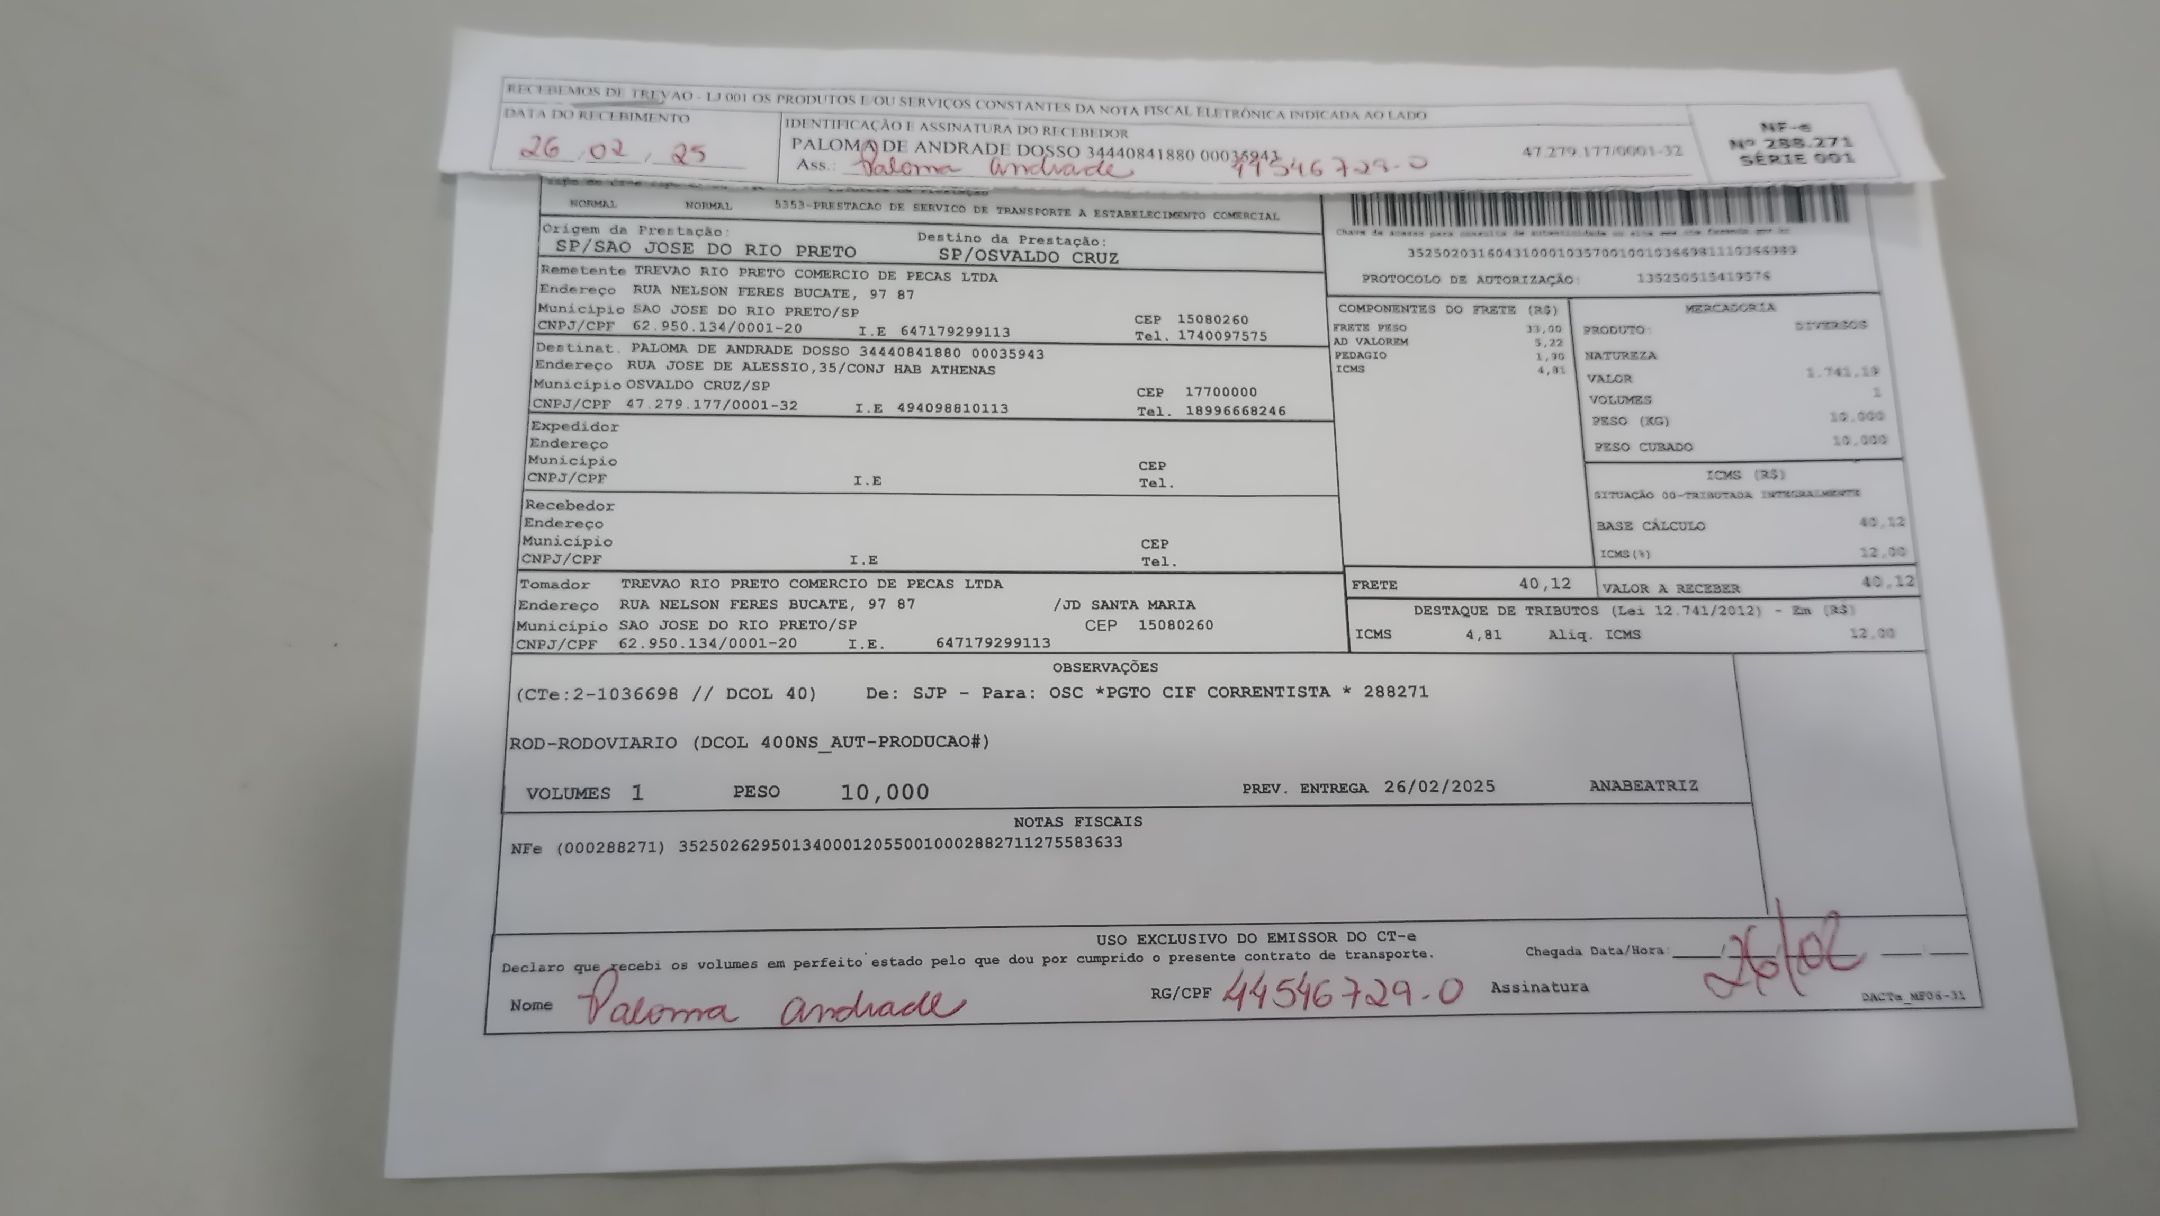 RECEBEMOS DE TREVAO - LJ 001 OS PRODUTOS E/OU SERVIÇOS CONSTANTES DA NOTA FISCAL ELETRÔNICA INDICADA AO LADO
DATA DO RECEBIMENTO
26 02 25
IDENTIFICAÇÃO E ASSINATURA DO RECEBEDOR
PALOMA DE ANDRADE DOSSO 34440841880 00035943
47.279.177/0001-32
Ass.: Paloma Andrade 44546729-0
NF-e
Nº 288.271
SÉRIE 001
NORMAL NORMAL 5353-PRESTACAO DE SERVICO DE TRANSPORTE A ESTABELECIMENTO COMERCIAL
Origem da Prestação: Destino da Prestação:
SP/SAO JOSE DO RIO PRETO SP/OSVALDO CRUZ
Remetente TREVAO RIO PRETO COMERCIO DE PECAS LTDA
Endereço RUA NELSON FERES BUCATE, 97 87
Município SAO JOSE DO RIO PRETO/SP CEP 15080260
CNPJ/CPF 62.950.134/0001-20 I.E 647179299113 Tel. 1740097575
Destinat. PALOMA DE ANDRADE DOSSO 34440841880 00035943
Endereço RUA JOSE DE ALESSIO,35/CONJ HAB ATHENAS
Município OSVALDO CRUZ/SP CEP 17700000
CNPJ/CPF 47.279.177/0001-32 I.E 494098810113 Tel. 18996668246
Expedidor
Endereço
Município CEP
CNPJ/CPF I.E Tel.
Recebedor
Endereço
Município CEP
CNPJ/CPF I.E Tel.
Tomador TREVAO RIO PRETO COMERCIO DE PECAS LTDA
Endereço RUA NELSON FERES BUCATE, 97 87 /JD SANTA MARIA
Município SAO JOSE DO RIO PRETO/SP CEP 15080260
CNPJ/CPF 62.950.134/0001-20 I.E. 647179299113
PROTOCOLO DE AUTORIZAÇÃO: 135250515419576
COMPONENTES DO FRETE (R$)
FRETE PESO 33,00
AD VALOREM 5,22
PEDAGIO 1,90
ICMS 4,81
MERCADORIA
PRODUTO: DIVERSOS
NATUREZA
VALOR 1.741,19
VOLUMES 1
PESO (KG) 10,000
PESO CUBADO 10,000
ICMS (R$)
SITUAÇÃO 00-TRIBUTADA INTEGRALMENTE
BASE CÁLCULO 40,12
ICMS(%) 12,00
FRETE 40,12 VALOR A RECEBER 40,12
DESTAQUE DE TRIBUTOS (Lei 12.741/2012) - Em (R$)
ICMS 4,81 Aliq. ICMS 12,00
OBSERVAÇÕES
(CTe:2-1036698 // DCOL 40) De: SJP - Para: OSC *PGTO CIF CORRENTISTA * 288271
ROD-RODOVIARIO (DCOL 400NS_AUT-PRODUCAO#)
VOLUMES 1 PESO 10,000 PREV. ENTREGA 26/02/2025 ANABEATRIZ
NOTAS FISCAIS
NFe (000288271) 35250262950134000120550010002882711275583633
USO EXCLUSIVO DO EMISSOR DO CT-e
Declaro que recebi os volumes em perfeito estado pelo que dou por cumprido o presente contrato de transporte.
Chegada Data/Hora: 26/02
Nome Paloma Andrade RG/CPF 44546729-0 Assinatura
DACTe_MF06-31